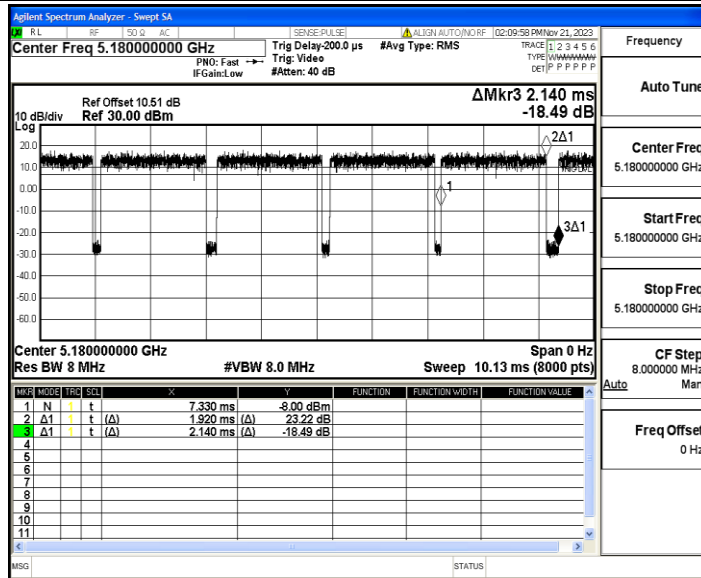 Agilent Spectrum Analyzer - Swept SA
RL RF 50 Ω AC SENSE:PULSE ALIGN AUTO/NO RF 02:09:58 PM Nov 21, 2023
Center Freq 5.180000000 GHz
PNO: Fast
IFGain:Low
Trig Delay-200.0 µs
Trig: Video
#Atten: 40 dB
#Avg Type: RMS
TRACE 1 2 3 4 5 6
TYPE WWWWWW
DET P P P P P P
ΔMkr3 2.140 ms
-18.49 dB
Ref Offset 10.51 dB
10 dB/div Ref 30.00 dBm
Log
20.0
10.0
0.00
-10.0
-20.0
-30.0
-40.0
-50.0
-60.0
2Δ1
1
3Δ1
Center 5.180000000 GHz Span 0 Hz
Res BW 8 MHz #VBW 8.0 MHz Sweep 10.13 ms (8000 pts)
MKR MODE TRC SCL X Y FUNCTION FUNCTION WIDTH FUNCTION VALUE
1 N 1 t 7.330 ms -8.00 dBm
2 Δ1 1 t (Δ) 1.920 ms (Δ) 23.22 dB
3 Δ1 1 t (Δ) 2.140 ms (Δ) -18.49 dB
4
5
6
7
8
9
10
11
MSG STATUS
Frequency
Auto Tune
Center Freq
5.180000000 GHz
Start Freq
5.180000000 GHz
Stop Freq
5.180000000 GHz
CF Step
8.000000 MHz
Auto Man
Freq Offset
0 Hz